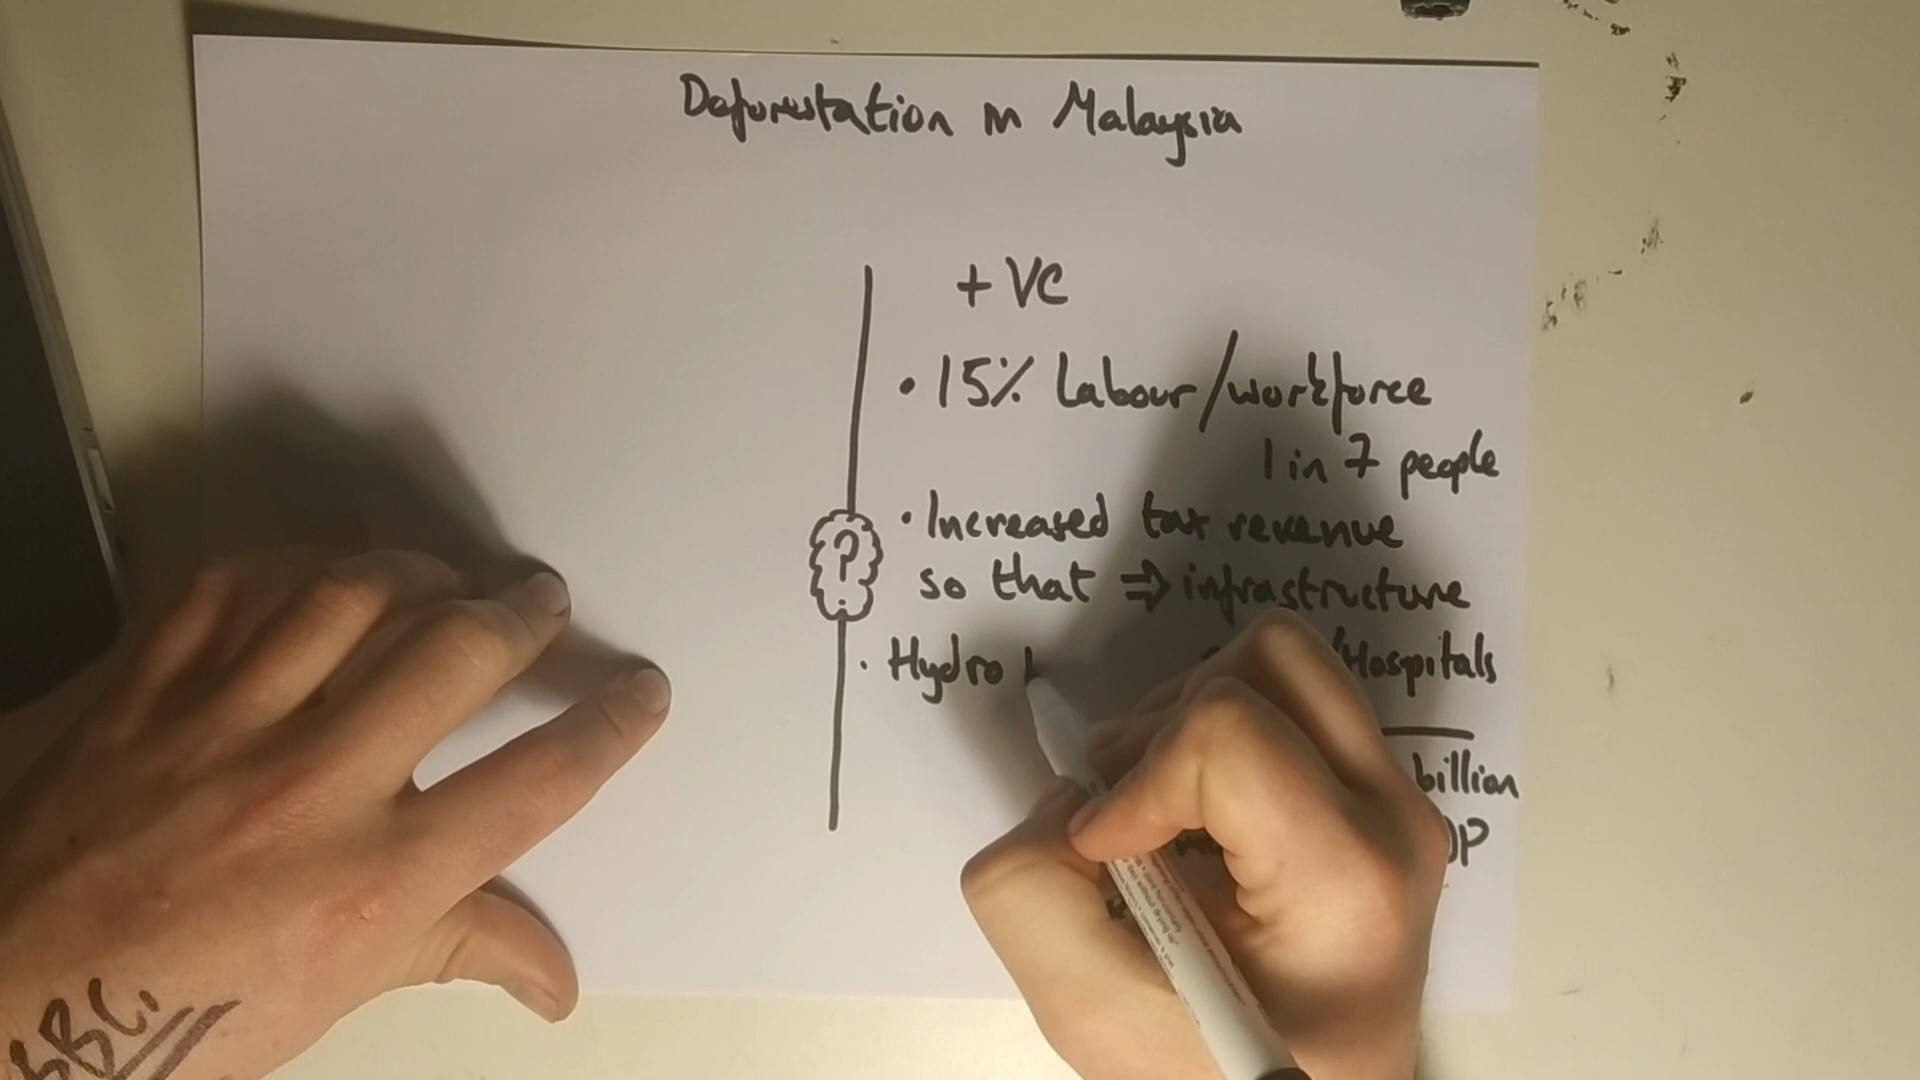 Deforestation in Malaysia
+ VE
• 15% Labour/workforce
1 in 7 people
• Increased tax revenue
so that ⇒ infrastructure
/Hospitals
• Hydro
billion
?